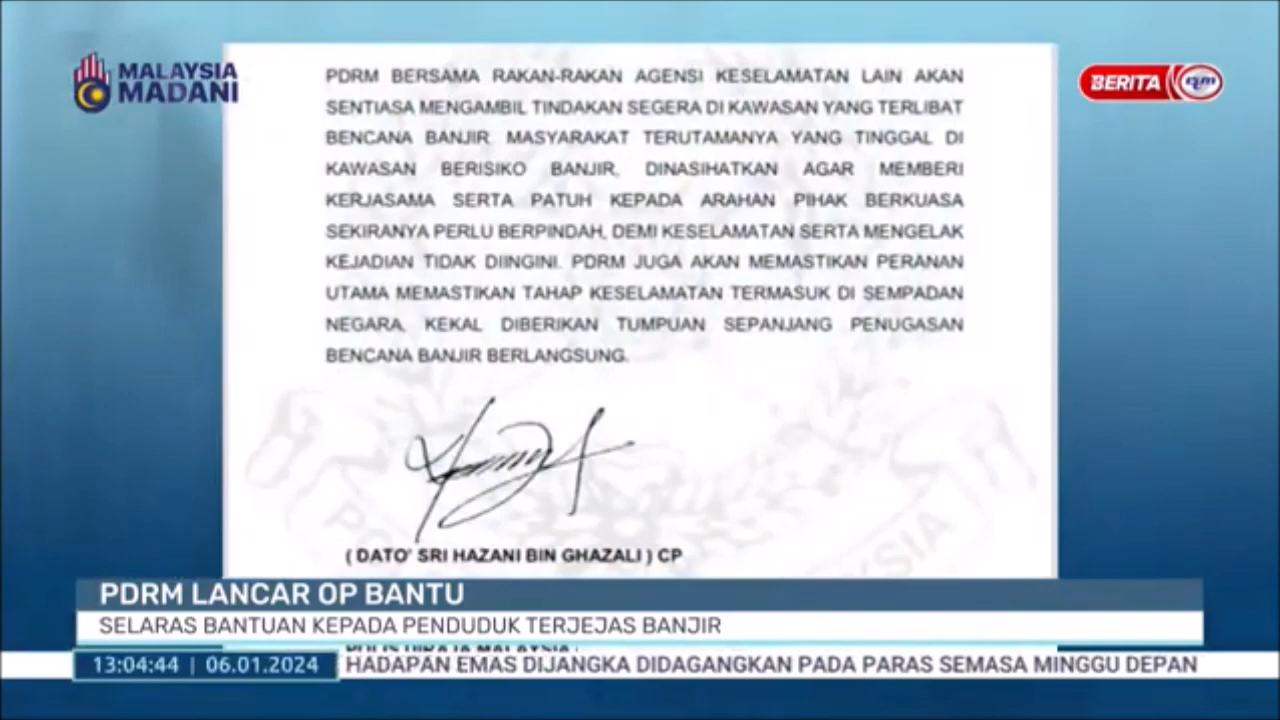 MALAYSIA
MADANI
BERITA
PDRM BERSAMA RAKAN-RAKAN AGENSI KESELAMATAN LAIN AKAN
SENTIASA MENGAMBIL TINDAKAN SEGERA DI KAWASAN YANG TERLIBAT
BENCANA BANJIR. MASYARAKAT TERUTAMANYA YANG TINGGAL DI
KAWASAN BERISIKO BANJIR, DINASIHATKAN AGAR MEMBERI
KERJASAMA SERTA PATUH KEPADA ARAHAN PIHAK BERKUASA
SEKIRANYA PERLU BERPINDAH, DEMI KESELAMATAN SERTA MENGELAK
KEJADIAN TIDAK DIINGINI. PDRM JUGA AKAN MEMASTIKAN PERANAN
UTAMA MEMASTIKAN TAHAP KESELAMATAN TERMASUK DI SEMPADAN
NEGARA, KEKAL DIBERIKAN TUMPUAN SEPANJANG PENUGASAN
BENCANA BANJIR BERLANGSUNG.
( DATO' SRI HAZANI BIN GHAZALI ) CP
PDRM LANCAR OP BANTU
SELARAS BANTUAN KEPADA PENDUDUK TERJEJAS BANJIR
13:04:44 | 06.01.2024
HADAPAN EMAS DIJANGKA DIDAGANGKAN PADA PARAS SEMASA MINGGU DEPAN